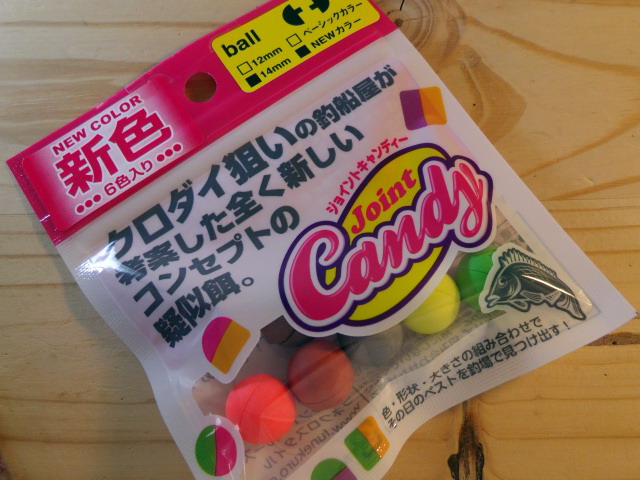 ball
□12mm □ベーシックカラー
■14mm ■NEWカラー
NEW COLOR
新色
•••6色入り•••
クロダイ狙いの釣船屋が
考案した全く新しい
コンセプトの
疑似餌。
ジョイントキャンディー
Joint
Candy
色・形状・大きさの組み合わせで
その日のベストを釣場で見つけ出す!